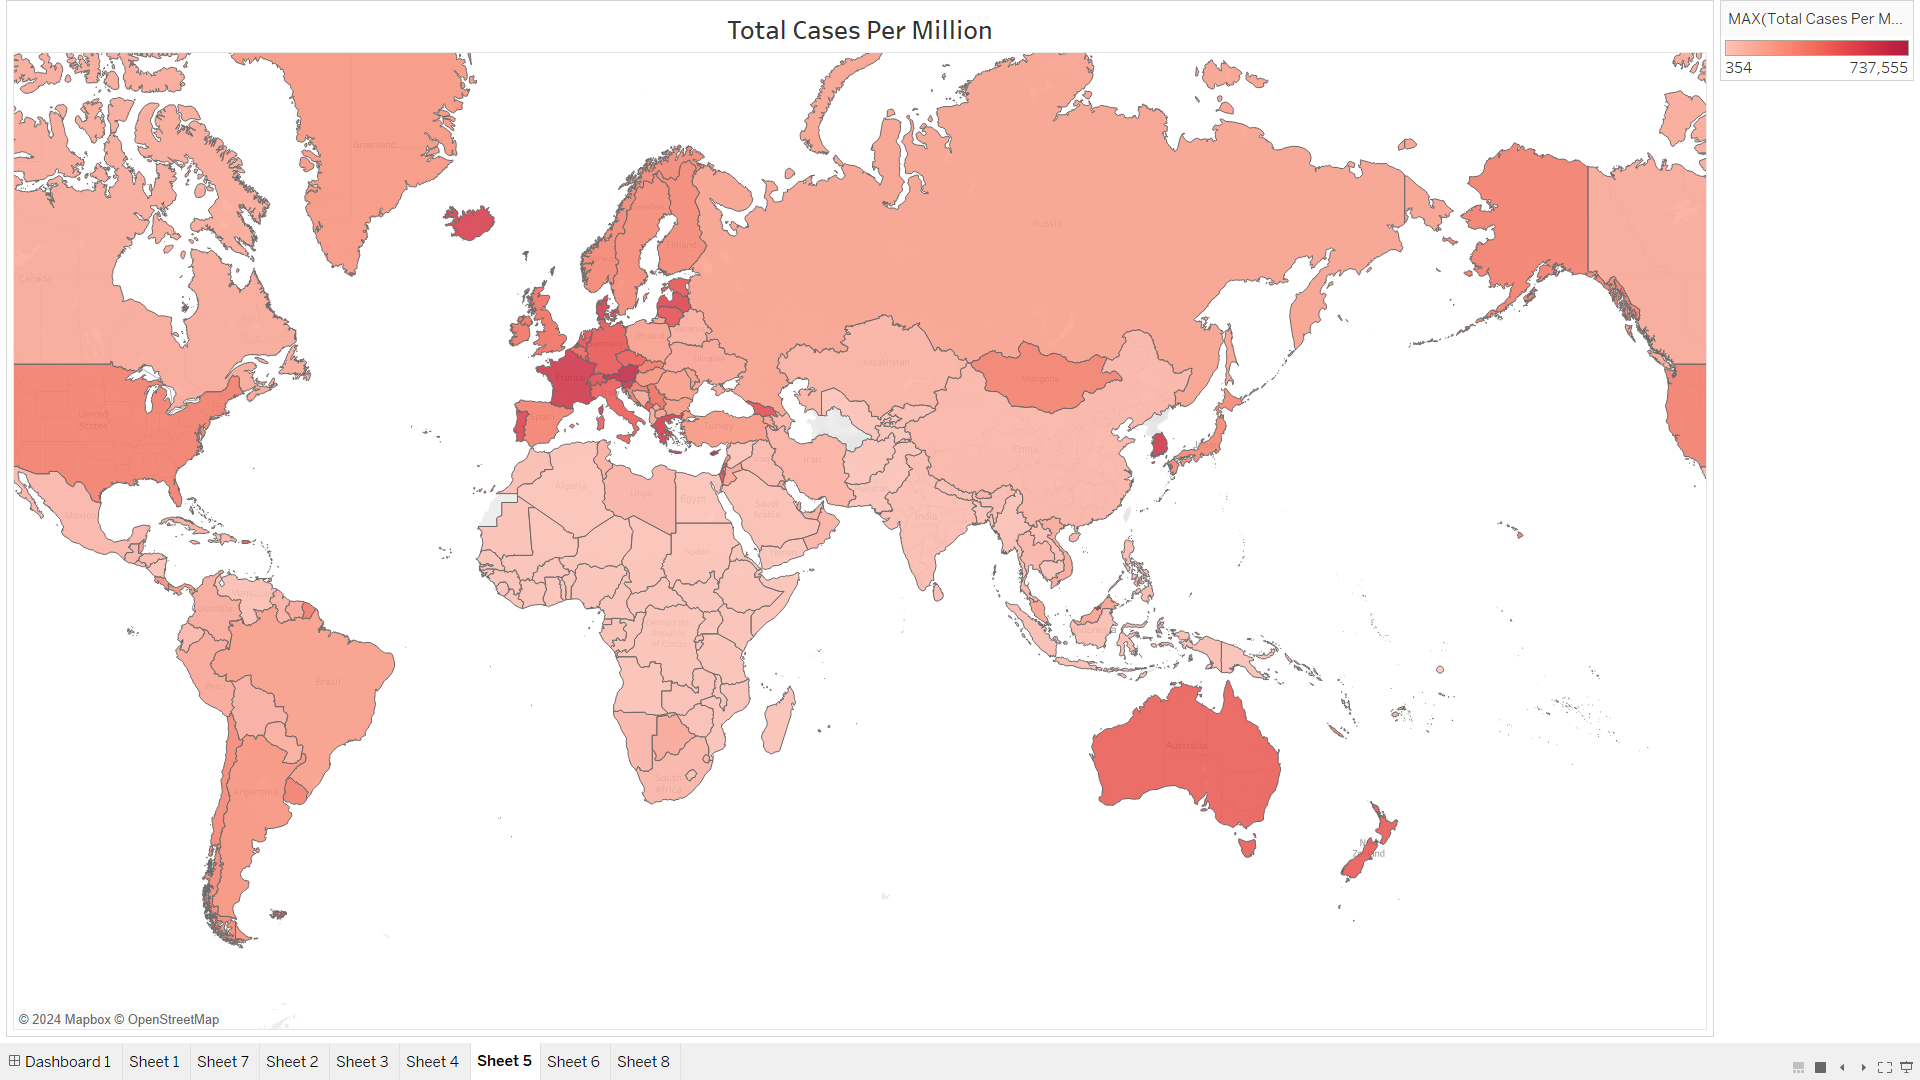 Total Cases Per Million
MAX(Total Cases Per M...
354
737,555
Greenland
Russia
Canada
Sweden
Finland
Poland
Ukraine
Kazakhstan
Mongolia
France
United
States
Spain
Turkey
China
Iran
Algeria
Libya
Egypt
Saudi
Arabia
India
Mexico
Sudan
Yemen
Venezuela
Colombia
Democratic
Republic
of Congo
Indonesia
Peru
Brazil
Australia
South
Africa
Argentina
© 2024 Mapbox © OpenStreetMap
Dashboard 1 Sheet 1 Sheet 7 Sheet 2 Sheet 3 Sheet 4 Sheet 5 Sheet 6 Sheet 8